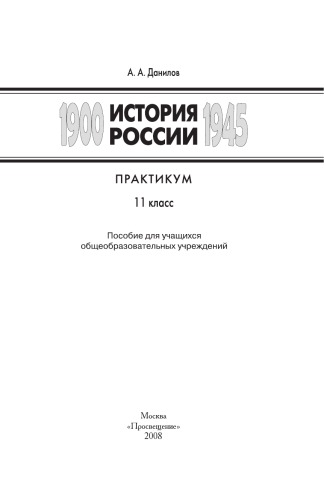 А. А. Данилов
1900 ИСТОРИЯ 1945
РОССИИ
ПРАКТИКУМ
11 класс
Пособие для учащихся
общеобразовательных учреждений
Москва
«Просвещение»
2008